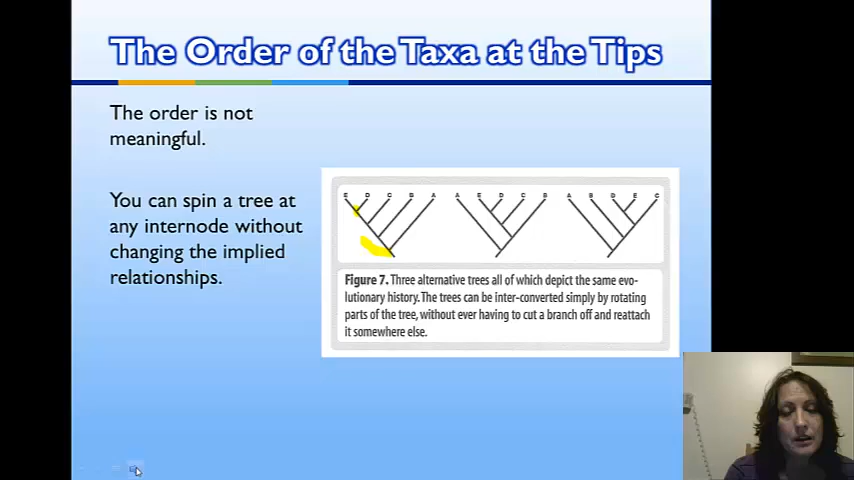 The Order of the Taxa at the Tips
The order is not
meaningful.
You can spin a tree at
any internode without
changing the implied
relationships.
E D C B A A E D C B A B D E C
Figure 7. Three alternative trees all of which depict the same evo-
lutionary history. The trees can be inter-converted simply by rotating
parts of the tree, without ever having to cut a branch off and reattach
it somewhere else.